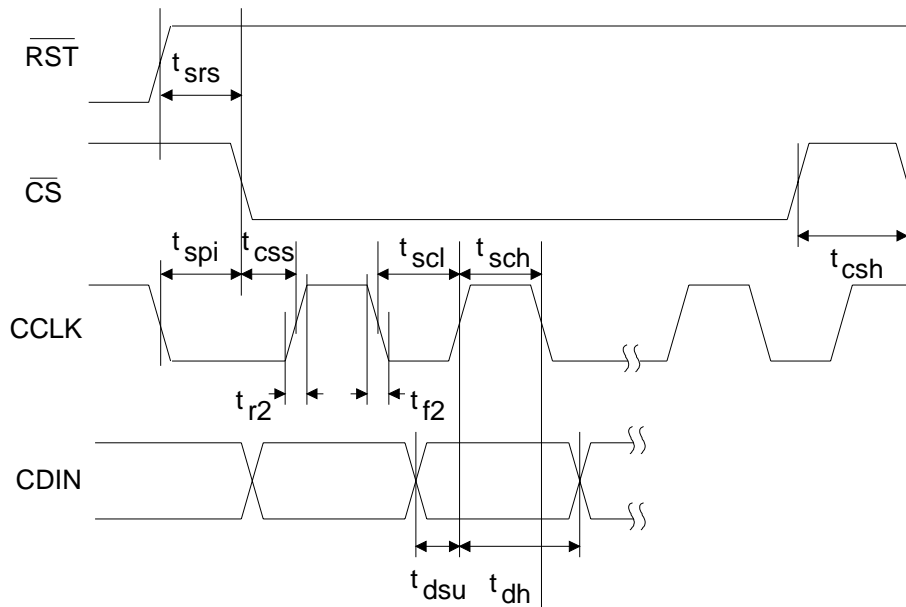 RST
t srs
CS
t spi
t css
t scl
t sch
t csh
CCLK
t r2
t f2
CDIN
t dsu
t dh